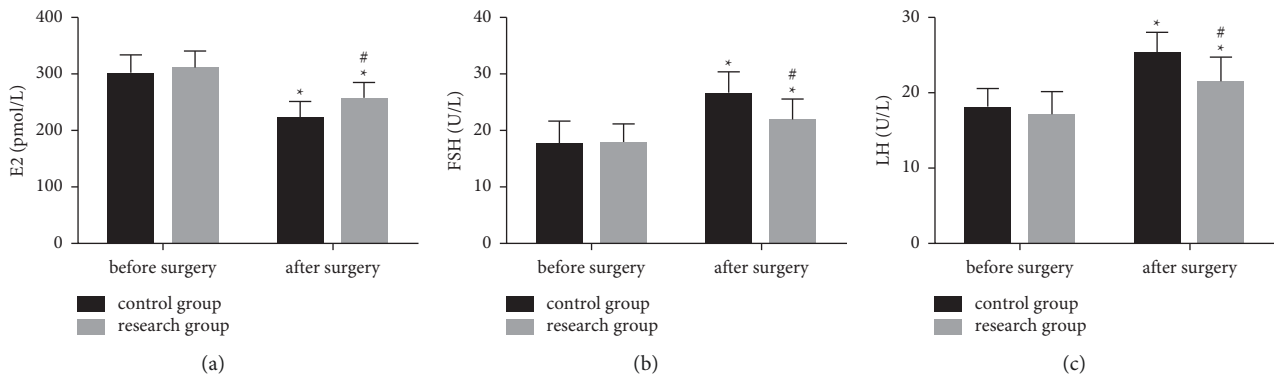 400
300
200
100
0
E2 (pmol/L)
*
#
*
before surgery
after surgery
control group
research group
(a)
40
30
20
10
0
FSH (U/L)
*
#
*
before surgery
after surgery
control group
research group
(b)
30
20
10
0
LH (U/L)
*
#
*
before surgery
after surgery
control group
research group
(c)